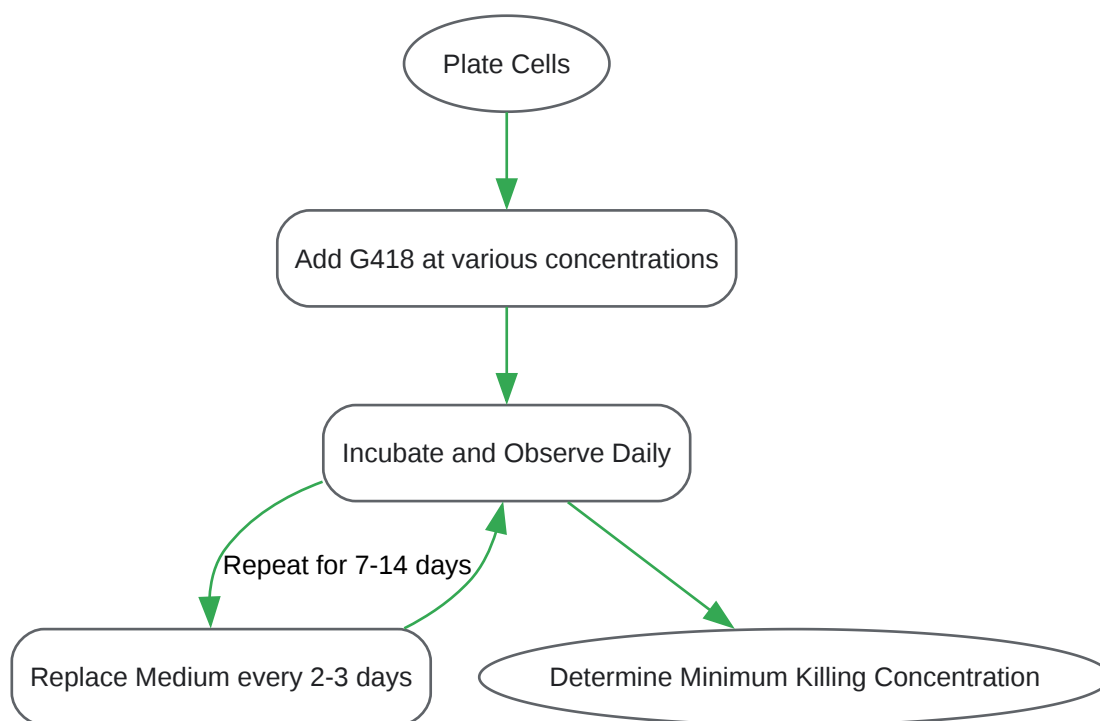 Plate Cells
Add G418 at various concentrations
Incubate and Observe Daily
Repeat for 7-14 days
Replace Medium every 2-3 days
Determine Minimum Killing Concentration